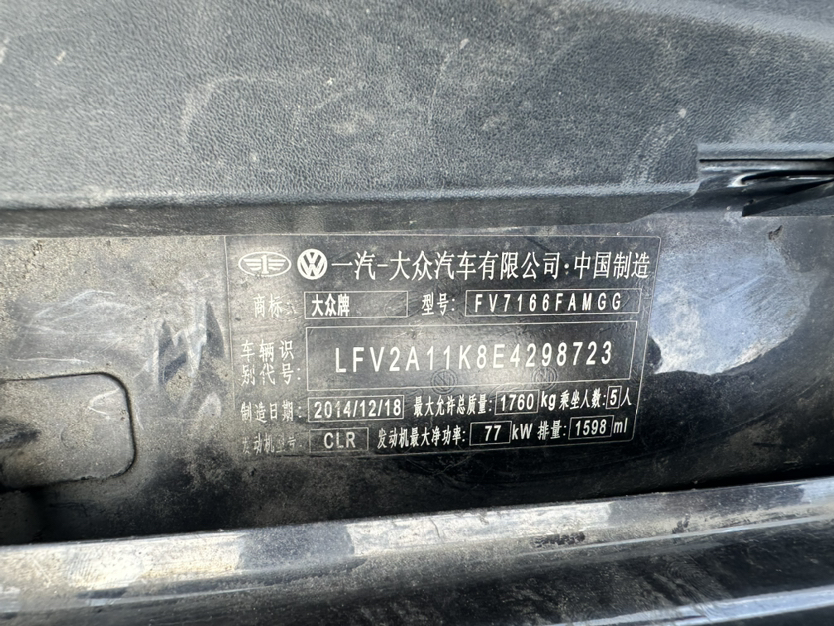 一汽-大众汽车有限公司·中国制造
商标: 大众牌 型号: FV7166FAMGG
车辆识别代号: LFV2A11K8E4298723
制造日期: 2014/12/18 最大允许总质量: 1760 kg 乘坐人数: 5 人
发动机型号: CLR 发动机最大净功率: 77 kW 排量: 1598 ml